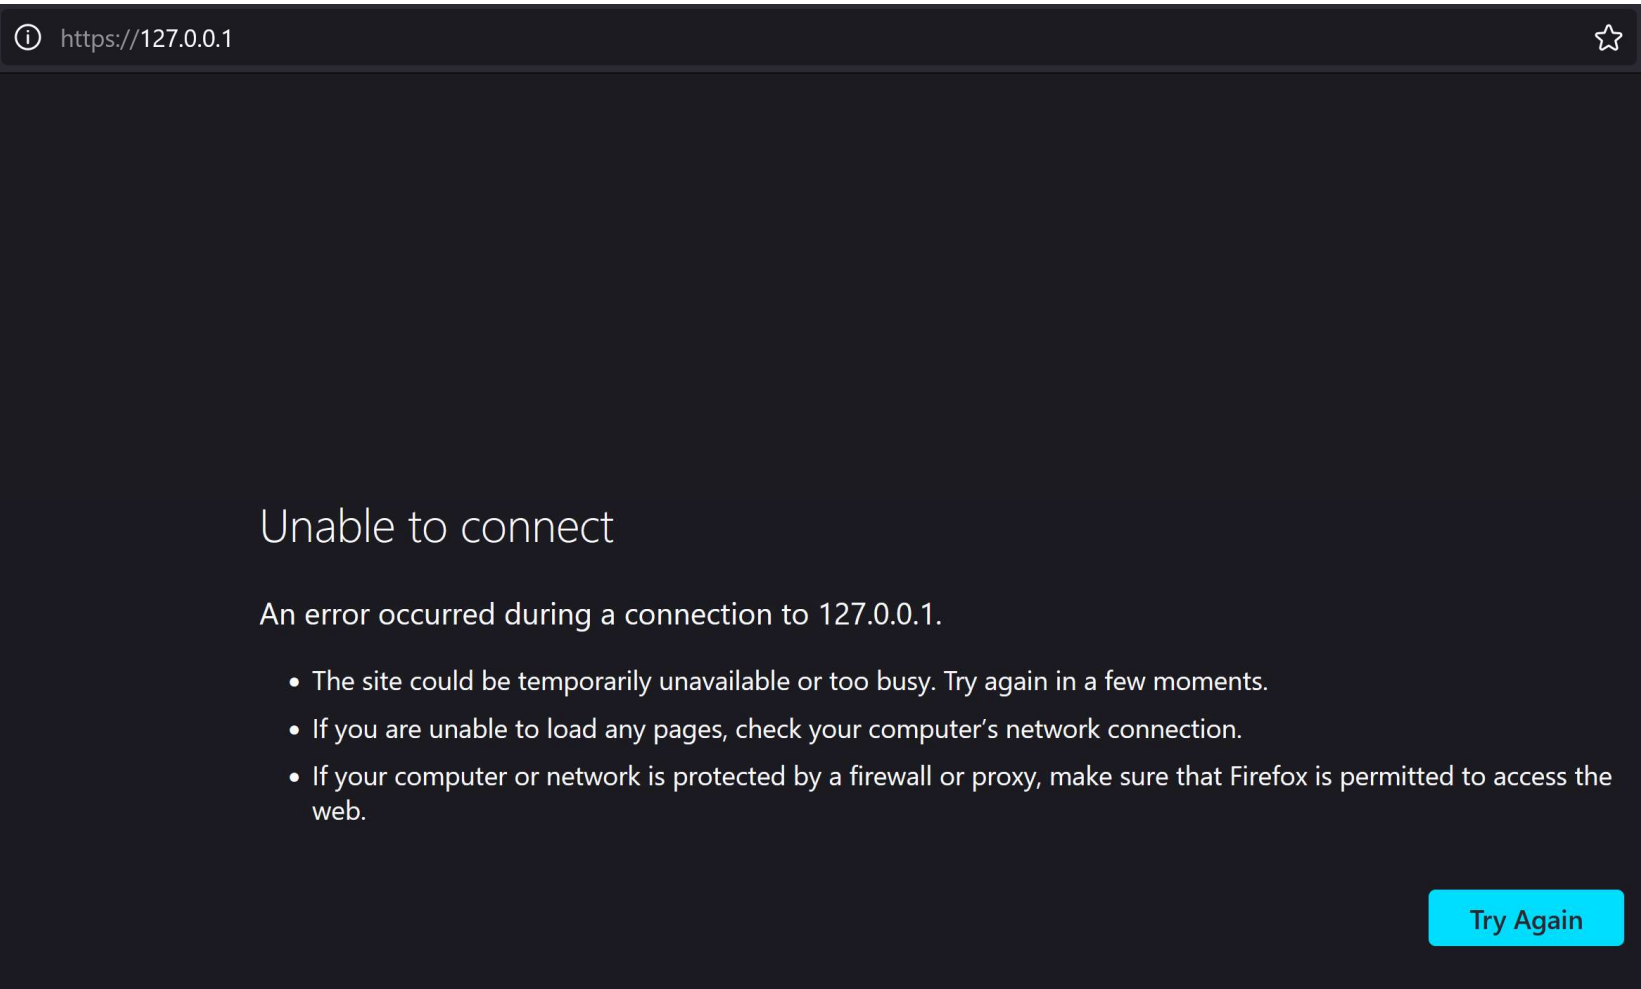 https://127.0.0.1
Unable to connect
An error occurred during a connection to 127.0.0.1.
• The site could be temporarily unavailable or too busy. Try again in a few moments.
• If you are unable to load any pages, check your computer’s network connection.
• If your computer or network is protected by a firewall or proxy, make sure that Firefox is permitted to access the
web.
Try Again